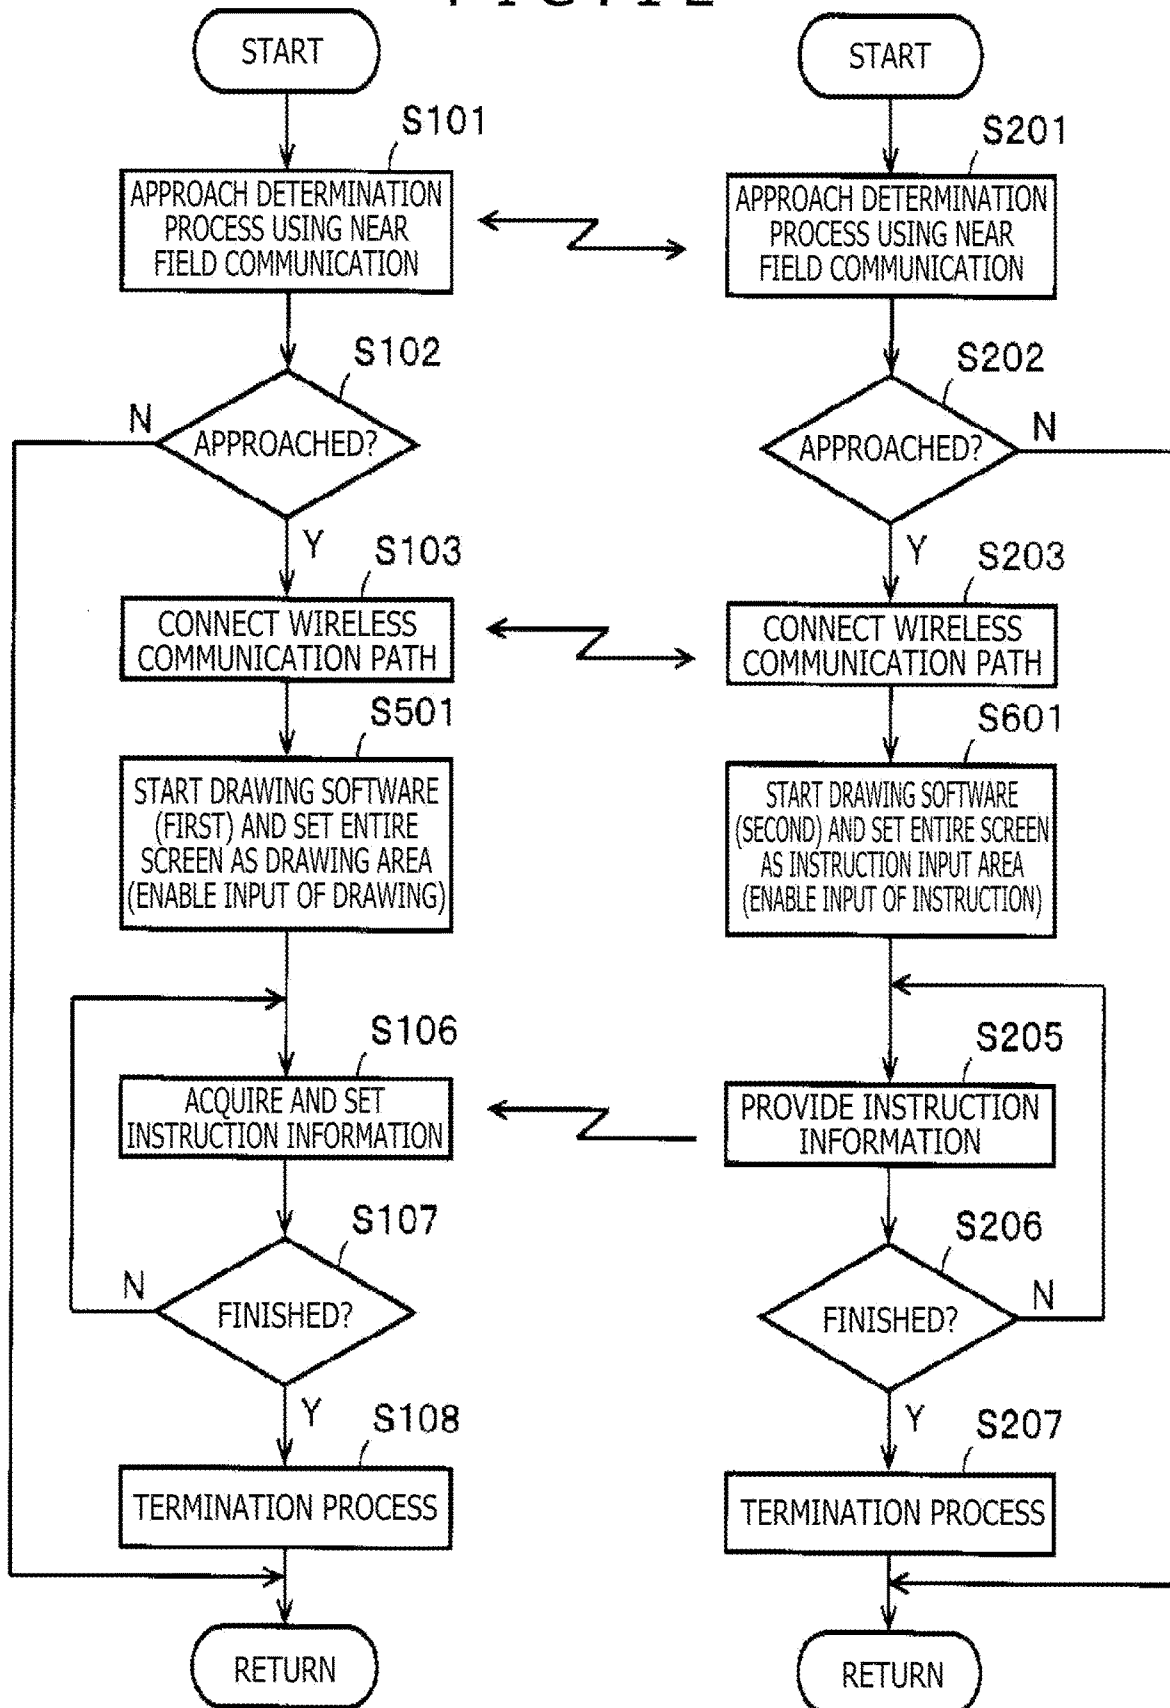 START
S101
APPROACH DETERMINATION
PROCESS USING NEAR
FIELD COMMUNICATION
S102
N
APPROACHED?
Y
S103
CONNECT WIRELESS
COMMUNICATION PATH
S501
START DRAWING SOFTWARE
(FIRST) AND SET ENTIRE
SCREEN AS DRAWING AREA
(ENABLE INPUT OF DRAWING)
S106
ACQUIRE AND SET
INSTRUCTION INFORMATION
S107
N
FINISHED?
Y
S108
TERMINATION PROCESS
RETURN
START
S201
APPROACH DETERMINATION
PROCESS USING NEAR
FIELD COMMUNICATION
S202
N
APPROACHED?
Y
S203
CONNECT WIRELESS
COMMUNICATION PATH
S601
START DRAWING SOFTWARE
(SECOND) AND SET ENTIRE SCREEN
AS INSTRUCTION INPUT AREA
(ENABLE INPUT OF INSTRUCTION)
S205
PROVIDE INSTRUCTION
INFORMATION
S206
N
FINISHED?
Y
S207
TERMINATION PROCESS
RETURN